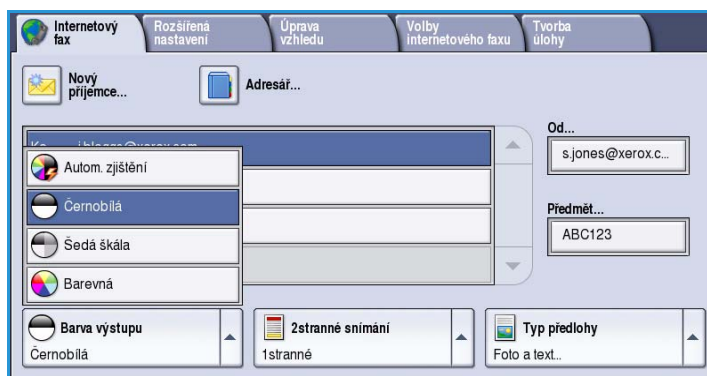 Internetový
fax
Rozšířená
nastavení
Úprava
vzhledu
Volby
internetového faxu
Tvorba
úlohy
Nový
příjemce...
Adresář...
Od...
s.jones@xerox.c...
Autom. zjištění
Černobílá
Předmět...
ABC123
Šedá škála
Barevná
Barva výstupu
Černobílá
2stranné snímání
1stranné
Typ předlohy
Foto a text...